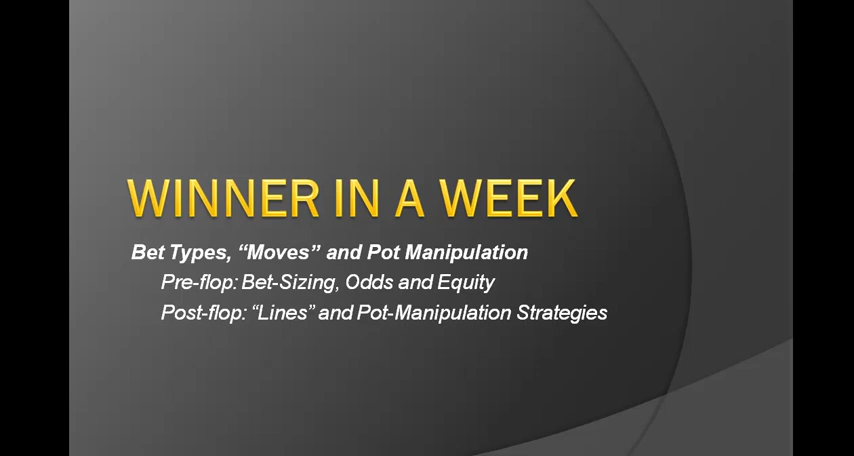 WINNER IN A WEEK
Bet Types, “Moves” and Pot Manipulation
Pre-flop: Bet-Sizing, Odds and Equity
Post-flop: “Lines” and Pot-Manipulation Strategies